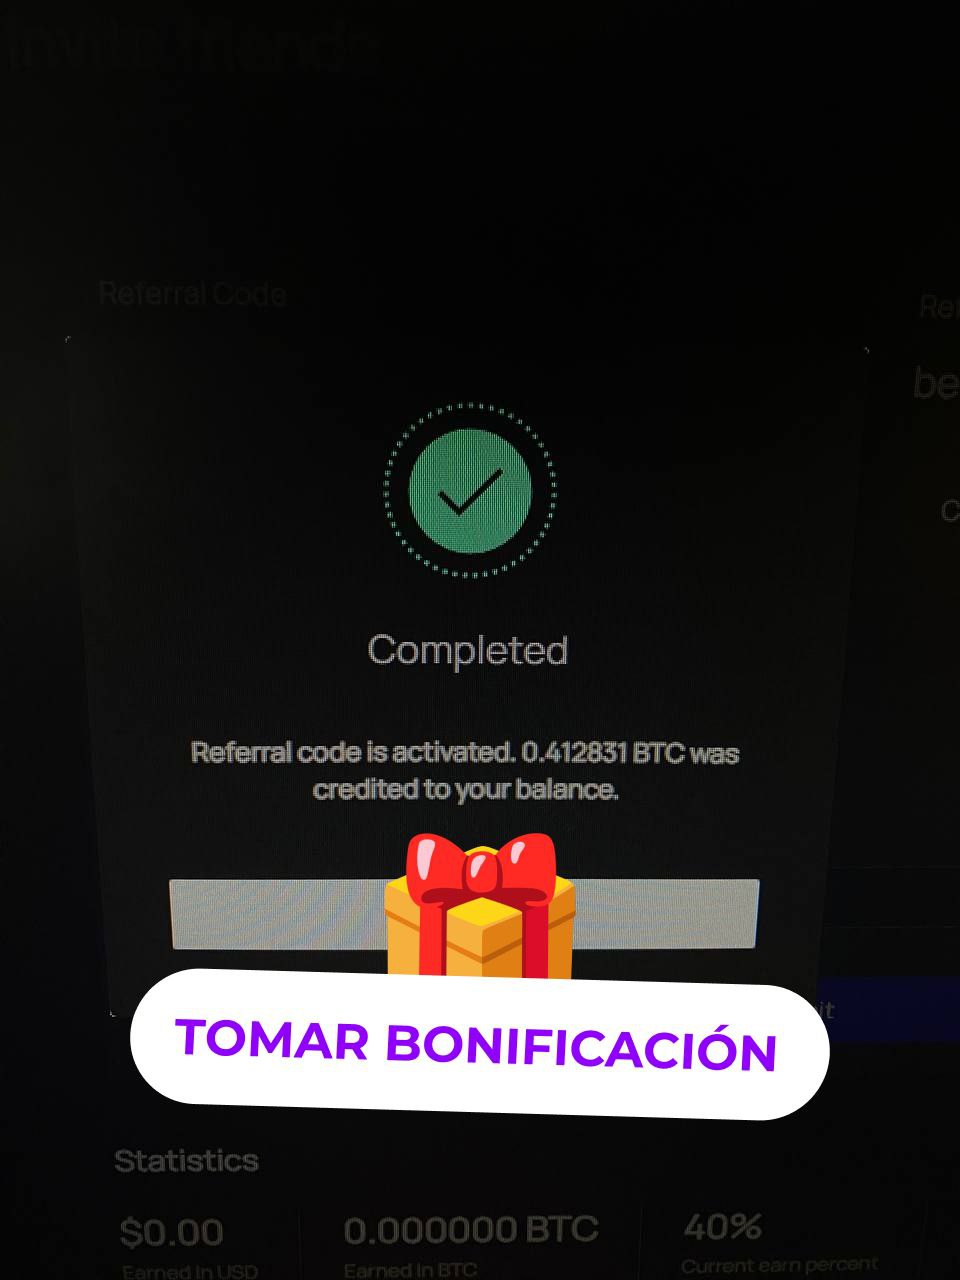 Invite friends
Referral Code
Ref
be
Completed
Referral code is activated. 0.412831 BTC was
credited to your balance.
TOMAR BONIFICACIÓN
it
Statistics
$0.00
0.000000 BTC
40%
Earned In USD
Earned In BTC
Current earn percent